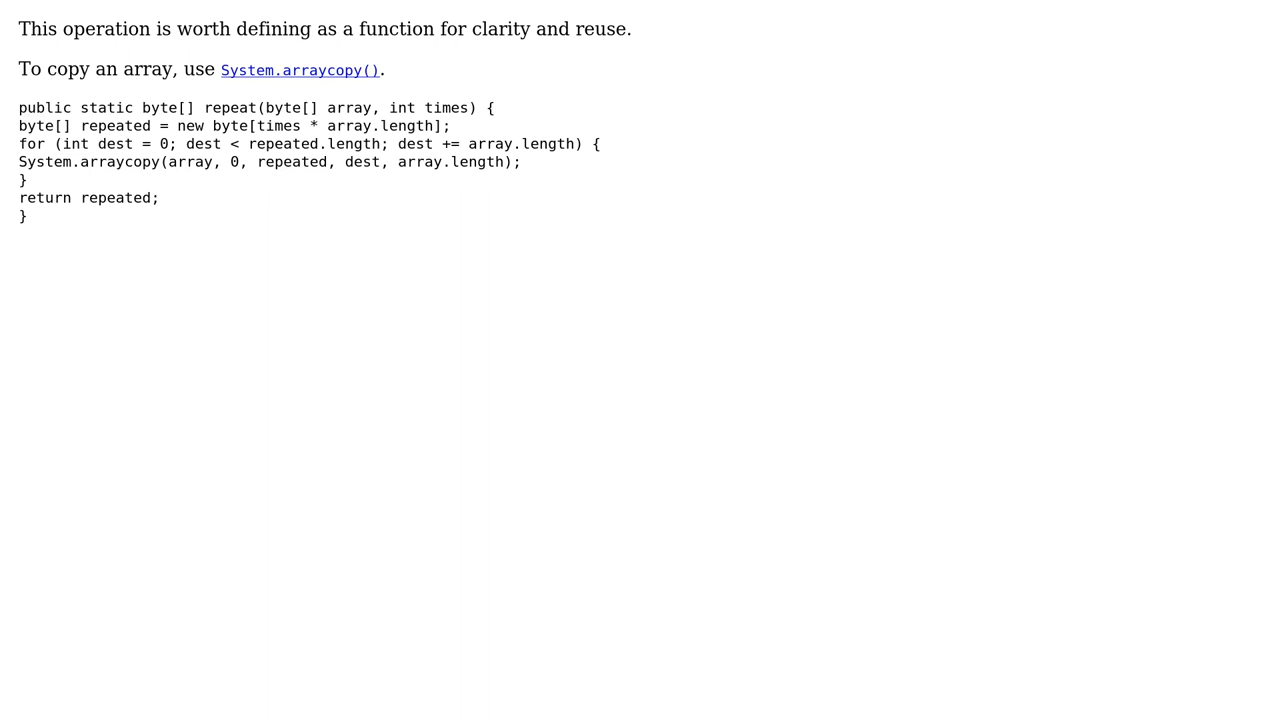 This operation is worth defining as a function for clarity and reuse.
To copy an array, use System.arraycopy().
public static byte[] repeat(byte[] array, int times) {
byte[] repeated = new byte[times * array.length];
for (int dest = 0; dest < repeated.length; dest += array.length) {
System.arraycopy(array, 0, repeated, dest, array.length);
}
return repeated;
}